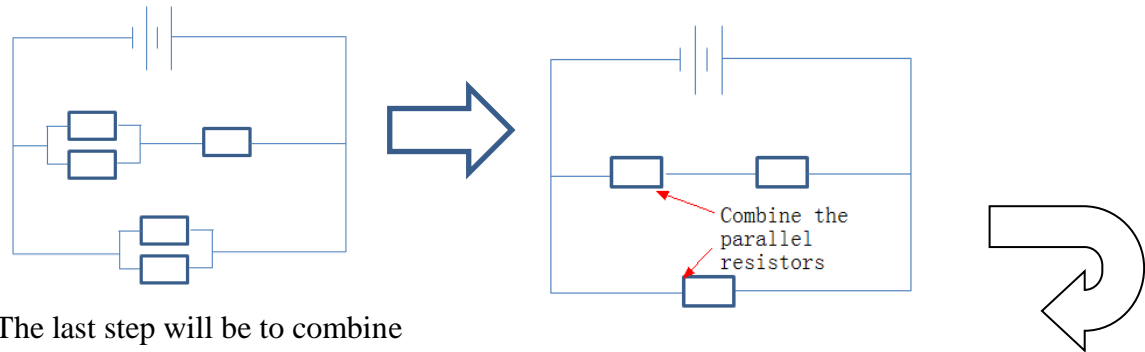 Combine the
parallel
resistors
The last step will be to combine